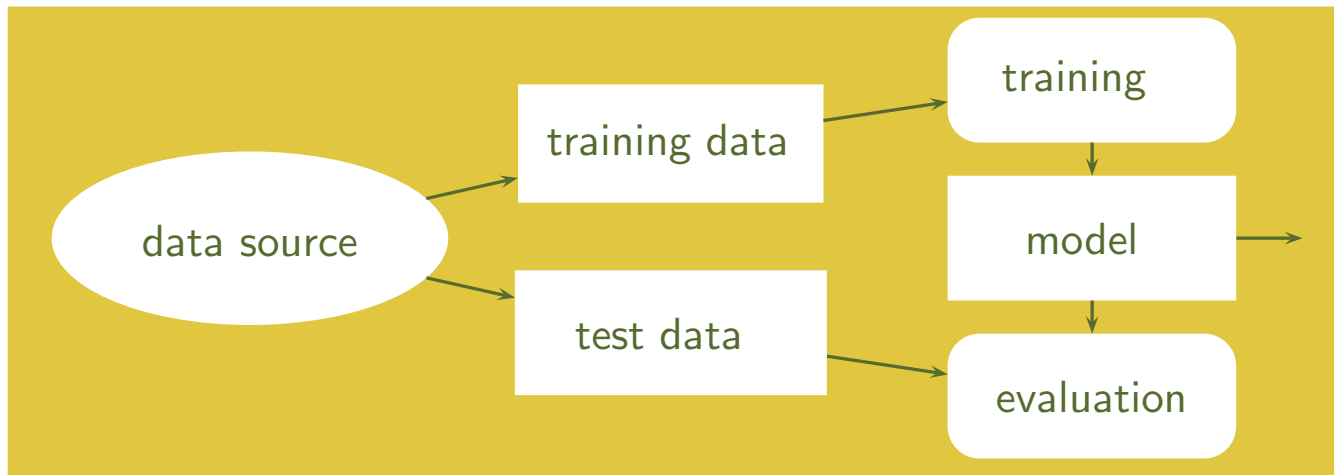 data source
training data
test data
training
model
evaluation